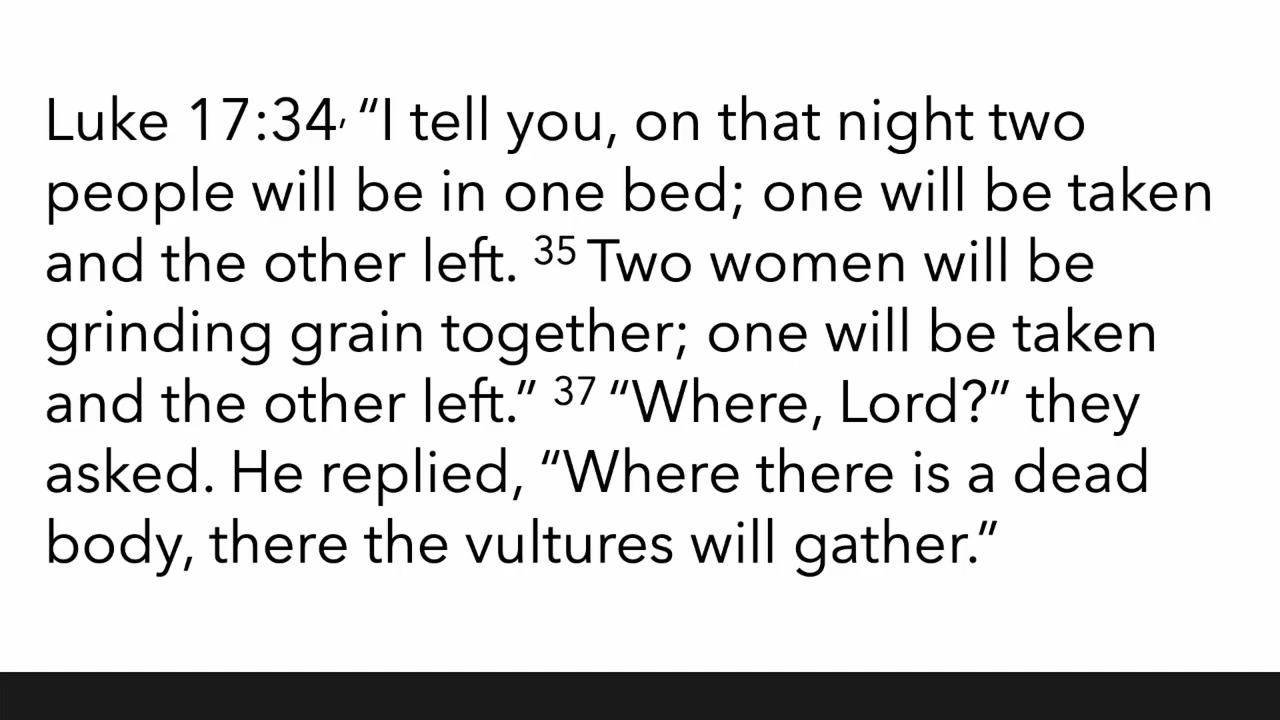 Luke 17:34, “I tell you, on that night two
people will be in one bed; one will be taken
and the other left. 35 Two women will be
grinding grain together; one will be taken
and the other left.” 37 “Where, Lord?” they
asked. He replied, “Where there is a dead
body, there the vultures will gather.”